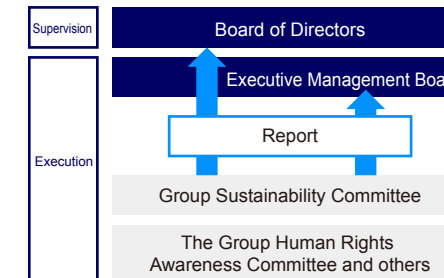 Supervision
Board of Directors
Executive Management Boa
Report
Execution
Group Sustainability Committee
The Group Human Rights
Awareness Committee and others